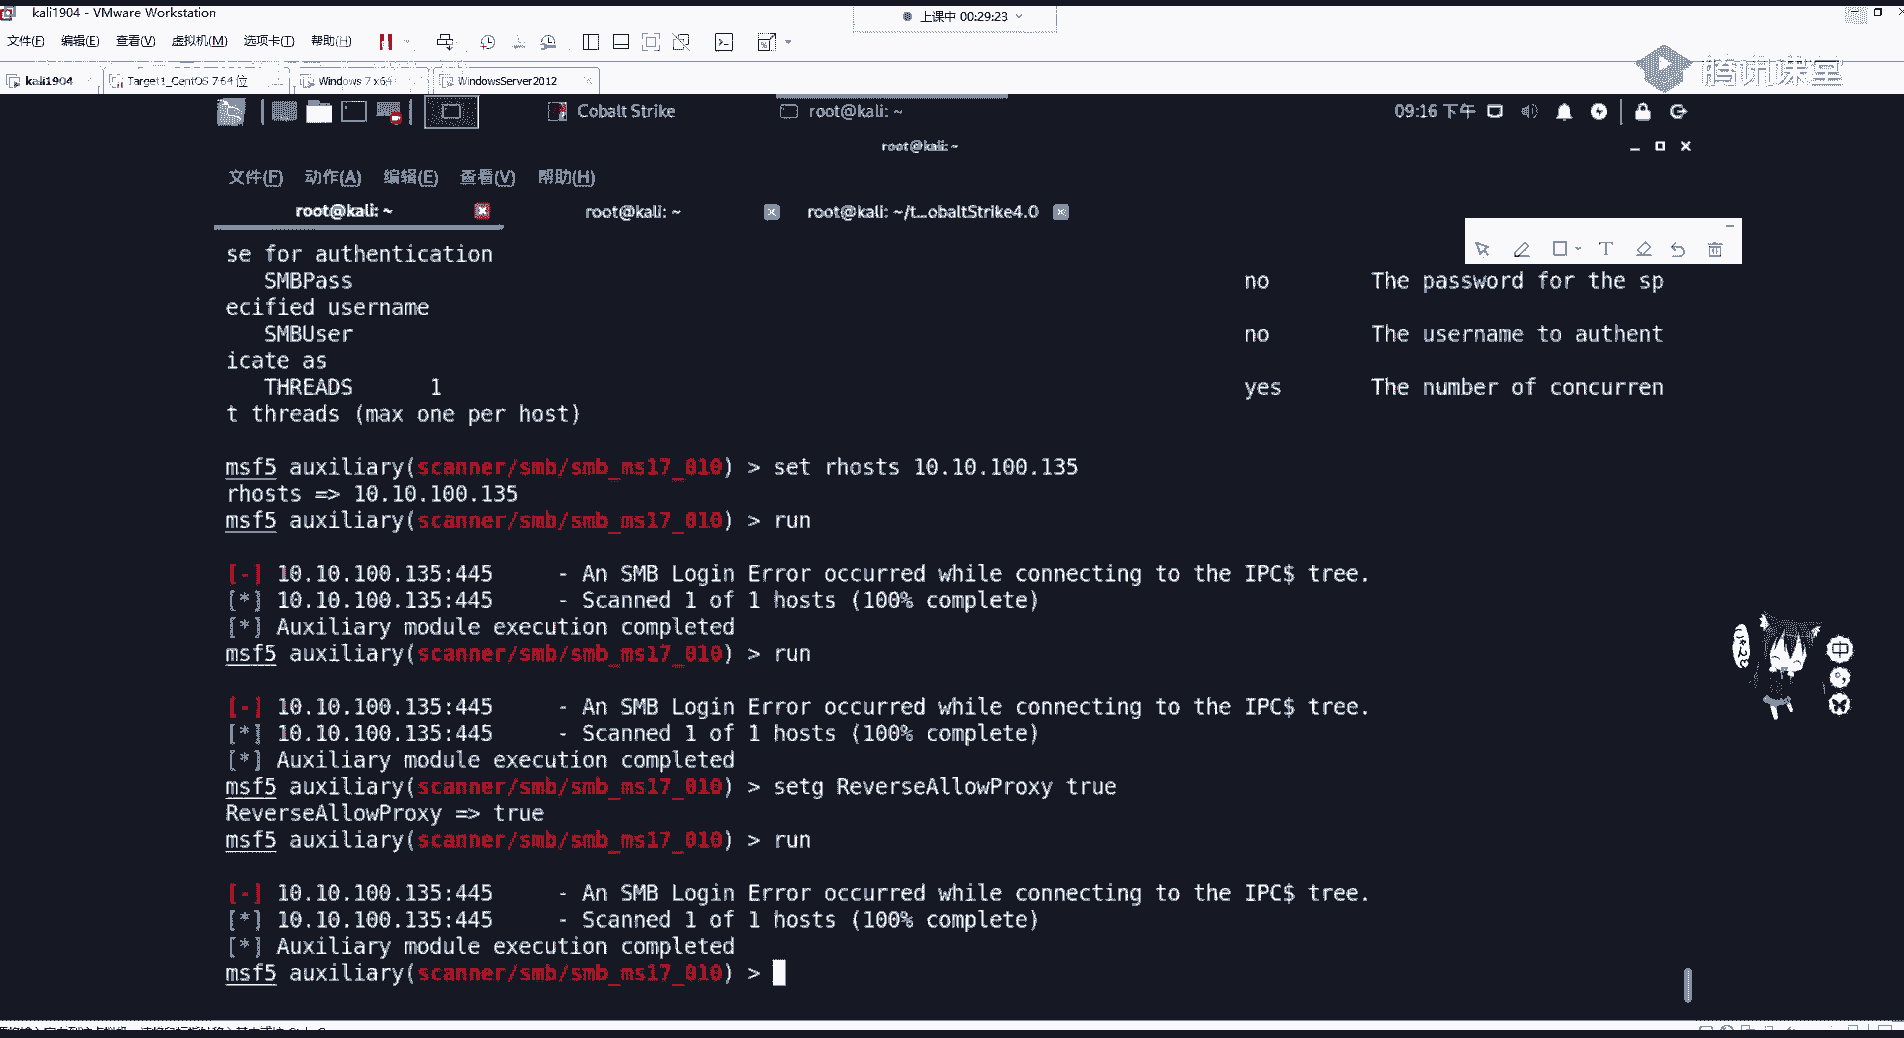 kali1904 - VMware Workstation
上课中 00:29:23
文件(F) 编辑(E) 查看(V) 虚拟机(M) 选项卡(T) 帮助(H)
腾讯课堂
kali1904 Target1_CentOS 7 64 位 Windows 7 x64 WindowsServer2012
Cobalt Strike root@kali: ~ 09:16 下午
root@kali: ~
文件(F) 动作(A) 编辑(E) 查看(V) 帮助(H)
root@kali: ~ root@kali: ~ root@kali: ~/t...obaltStrike4.0
se for authentication
SMBPass no The password for the sp
ecified username
SMBUser no The username to authent
icate as
THREADS 1 yes The number of concurren
t threads (max one per host)
msf5 auxiliary(scanner/smb/smb_ms17_010) > set rhosts 10.10.100.135
rhosts => 10.10.100.135
msf5 auxiliary(scanner/smb/smb_ms17_010) > run
[-] 10.10.100.135:445 - An SMB Login Error occurred while connecting to the IPC$ tree.
[*] 10.10.100.135:445 - Scanned 1 of 1 hosts (100% complete)
[*] Auxiliary module execution completed
msf5 auxiliary(scanner/smb/smb_ms17_010) > run
[-] 10.10.100.135:445 - An SMB Login Error occurred while connecting to the IPC$ tree.
[*] 10.10.100.135:445 - Scanned 1 of 1 hosts (100% complete)
[*] Auxiliary module execution completed
msf5 auxiliary(scanner/smb/smb_ms17_010) > setg ReverseAllowProxy true
ReverseAllowProxy => true
msf5 auxiliary(scanner/smb/smb_ms17_010) > run
[-] 10.10.100.135:445 - An SMB Login Error occurred while connecting to the IPC$ tree.
[*] 10.10.100.135:445 - Scanned 1 of 1 hosts (100% complete)
[*] Auxiliary module execution completed
msf5 auxiliary(scanner/smb/smb_ms17_010) >
中